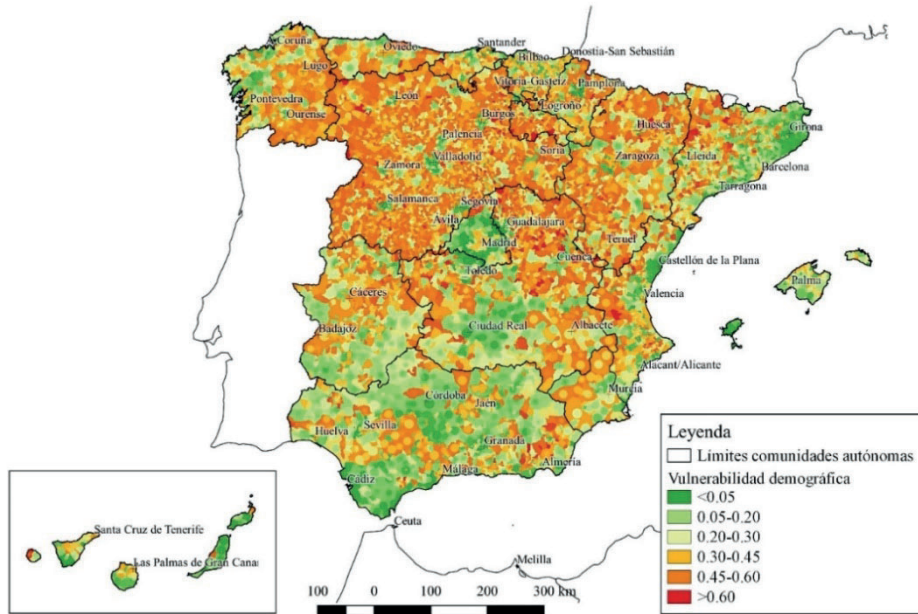 A Coruña
Oviedo
Santander
Bilbao
Donostia-San Sebastián
Lugo
Vitoria-Gasteiz
Pamplona
León
Pontevedra
Ourense
Logroño
Burgos
Huesca
Girona
Palencia
Soria
Zaragoza
Lleida
Valladolid
Zamora
Barcelona
Tarragona
Salamanca
Segovia
Ávila
Guadalajara
Madrid
Teruel
Cuenca
Toledo
Castellón de la Plana
Palma
Cáceres
Valencia
Badajoz
Ciudad Real
Albacete
Alacant/Alicante
Murcia
Córdoba
Jaén
Huelva
Sevilla
Granada
Almería
Málaga
Cádiz
Ceuta
Melilla
Santa Cruz de Tenerife
Las Palmas de Gran Cana
100 0 100 200 300 km
Leyenda
Límites comunidades autónomas
Vulnerabilidad demográfica
<0.05
0.05-0.20
0.20-0.30
0.30-0.45
0.45-0.60
>0.60